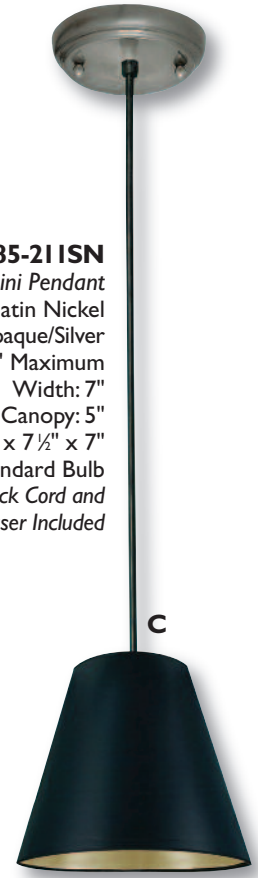 85-211SN
ini Pendant
atin Nickel
paque/Silver
" Maximum
Width: 7"
Canopy: 5"
x 7½" x 7"
ndard Bulb
ck Cord and
ser Included
C